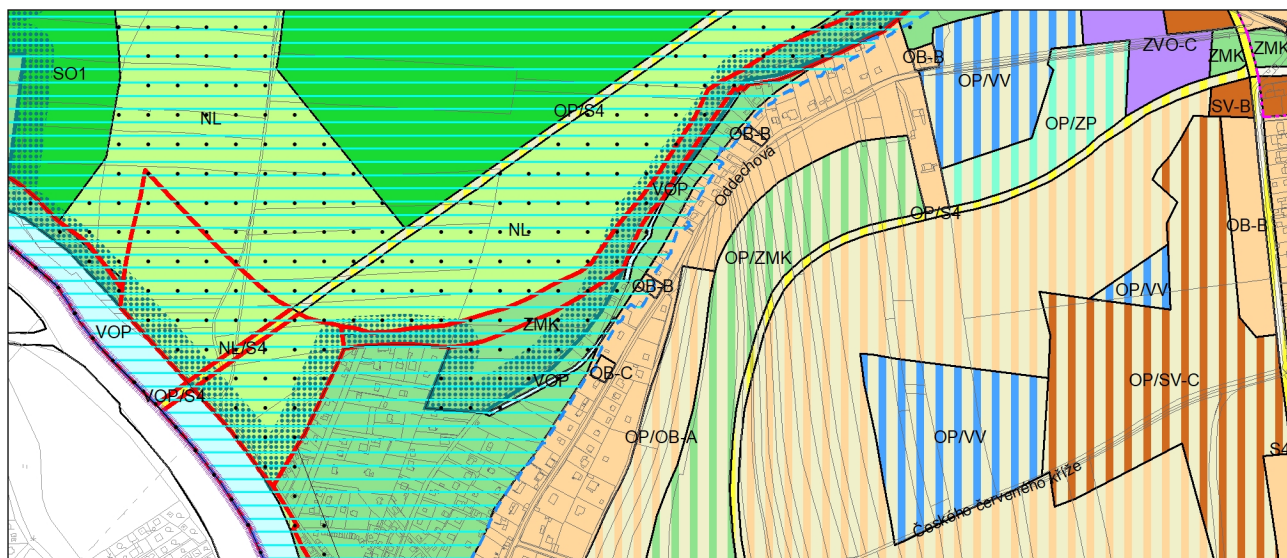 SO1
NL
OP/S4
OB-B
OP/VV
ZVO-C
ZMK
ZMK
SV-B
OP/ZP
OB-B
VOP
Oddechová
OP/S4
NL
OB-B
OP/ZMK
OB-B
OP/VV
VOP
ZMK
NL/S4
VOP/S4
VOP
OB-C
OP/SV-C
OP/OB-A
OP/VV
S4
Českého červeného kříže